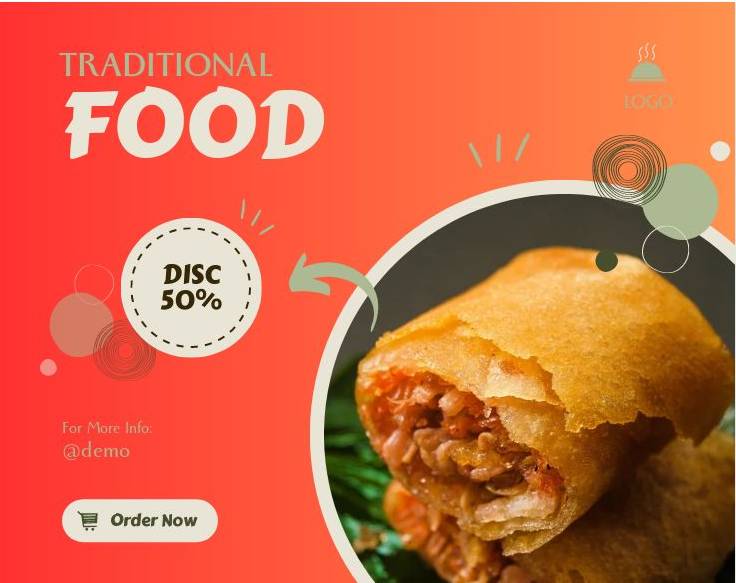 TRADITIONAL
FOOD
LOGO
DISC
50%
For More Info:
@demo
Order Now